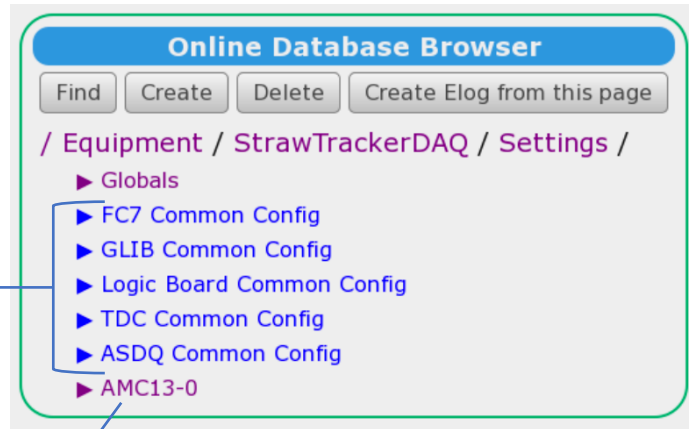 Online Database Browser
Find Create Delete Create Elog from this page
/ Equipment / StrawTrackerDAQ / Settings /
▶ Globals
▶ FC7 Common Config
▶ GLIB Common Config
▶ Logic Board Common Config
▶ TDC Common Config
▶ ASDQ Common Config
▶ AMC13-0